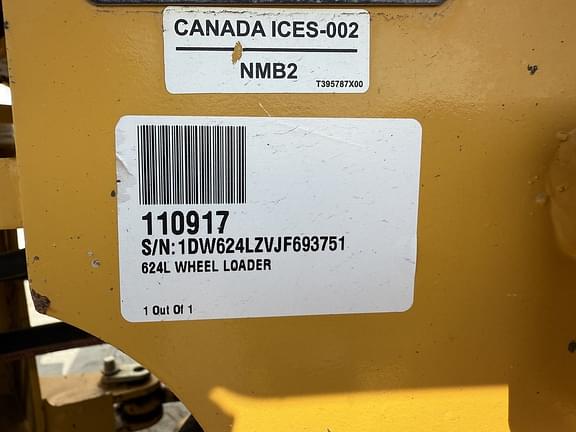 CANADA ICES-002
NMB2
T395787X00
110917
S/N:1DW624LZVJF693751
624L WHEEL LOADER
1 Out Of 1